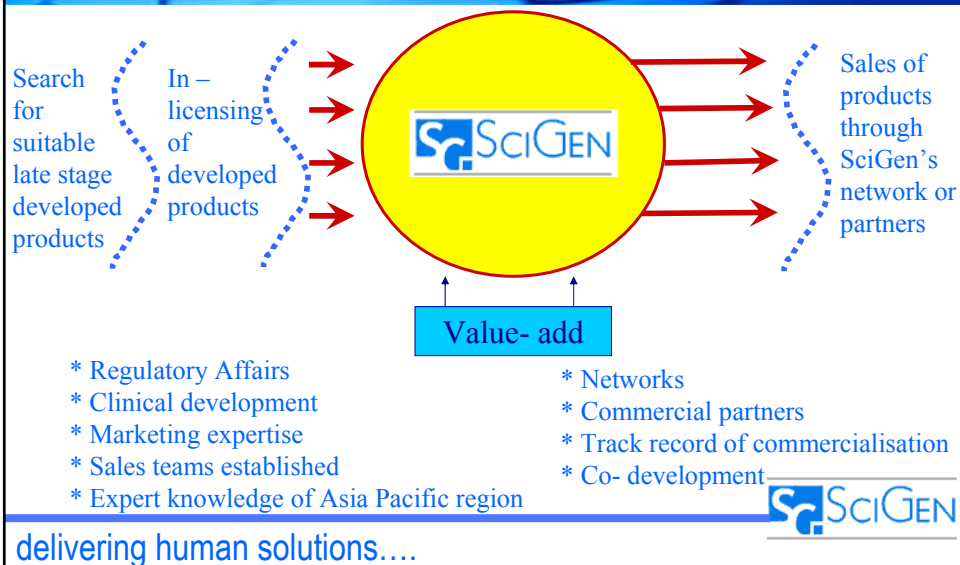 Search
for
suitable
late stage
developed
products
In –
licensing
of
developed
products
SCIGEN
Sales of
products
through
SciGen's
network or
partners
Value- add
* Regulatory Affairs
* Clinical development
* Marketing expertise
* Sales teams established
* Expert knowledge of Asia Pacific region
* Networks
* Commercial partners
* Track record of commercialisation
* Co- development
SCIGEN
delivering human solutions....